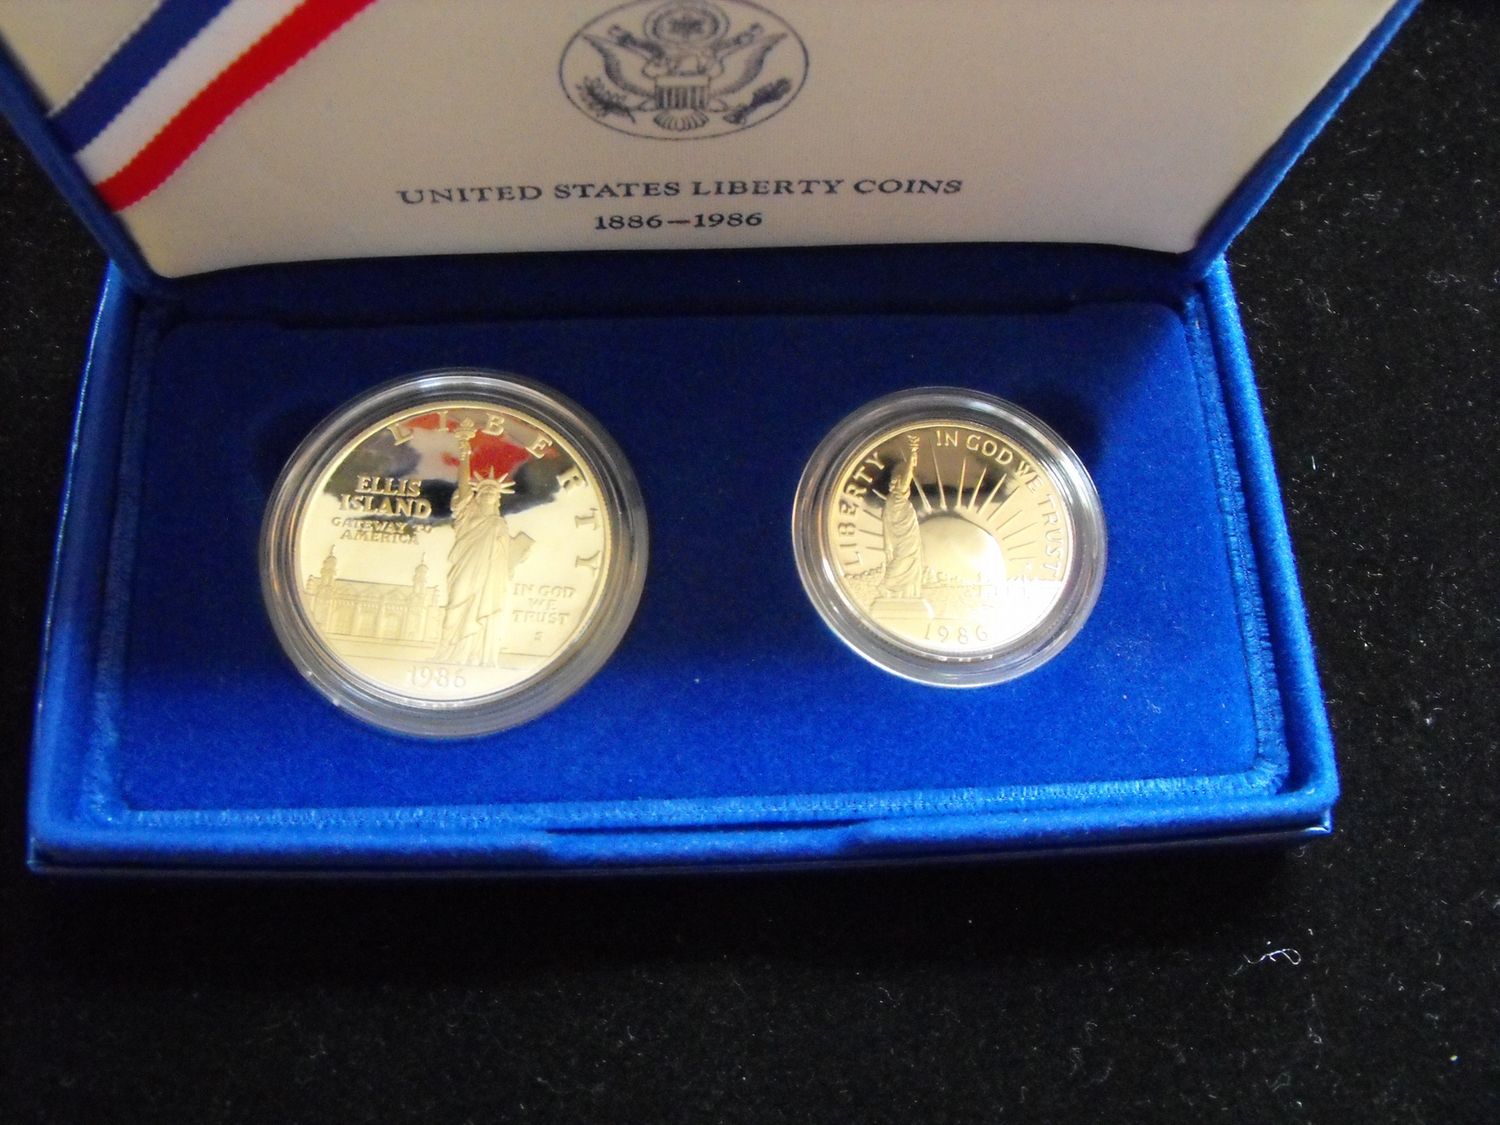 UNITED STATES LIBERTY COINS
1886–1986
LIBERTY
ELLIS
ISLAND
GATEWAY TO
AMERICA
IN GOD
WE
TRUST
S
1986
LIBERTY
IN GOD WE TRUST
1986